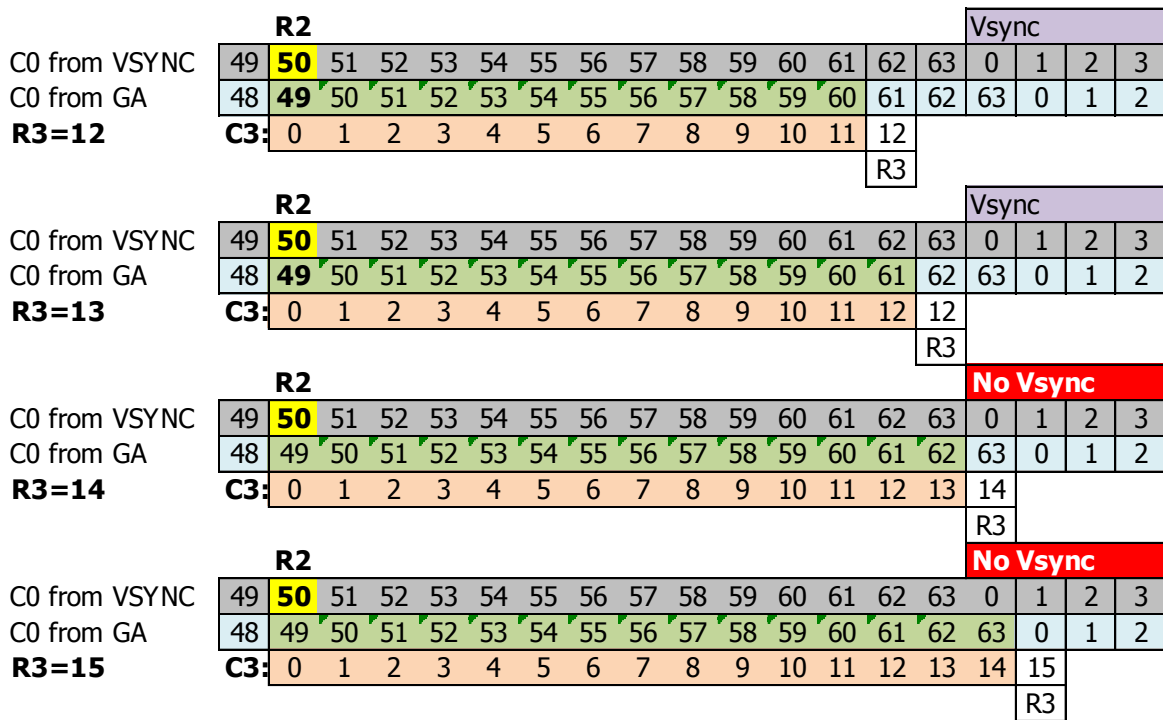 R2 Vsync
C0 from VSYNC 49 50 51 52 53 54 55 56 57 58 59 60 61 62 63 0 1 2 3
C0 from GA 48 49 50 51 52 53 54 55 56 57 58 59 60 61 62 63 0 1 2
R3=12 C3: 0 1 2 3 4 5 6 7 8 9 10 11 12
R3
R2 Vsync
C0 from VSYNC 49 50 51 52 53 54 55 56 57 58 59 60 61 62 63 0 1 2 3
C0 from GA 48 49 50 51 52 53 54 55 56 57 58 59 60 61 62 63 0 1 2
R3=13 C3: 0 1 2 3 4 5 6 7 8 9 10 11 12 12
R3
R2 No Vsync
C0 from VSYNC 49 50 51 52 53 54 55 56 57 58 59 60 61 62 63 0 1 2 3
C0 from GA 48 49 50 51 52 53 54 55 56 57 58 59 60 61 62 63 0 1 2
R3=14 C3: 0 1 2 3 4 5 6 7 8 9 10 11 12 13 14
R3
R2 No Vsync
C0 from VSYNC 49 50 51 52 53 54 55 56 57 58 59 60 61 62 63 0 1 2 3
C0 from GA 48 49 50 51 52 53 54 55 56 57 58 59 60 61 62 63 0 1 2
R3=15 C3: 0 1 2 3 4 5 6 7 8 9 10 11 12 13 14 15
R3